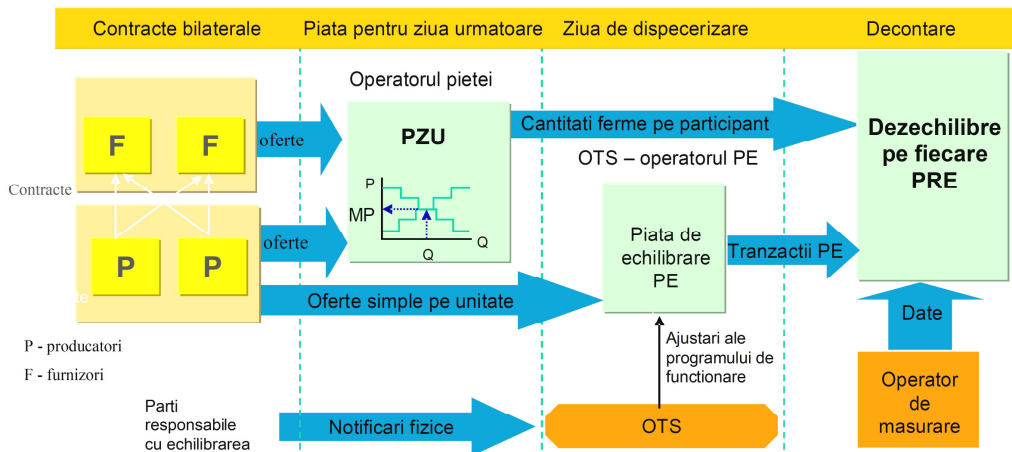 Contracte bilaterale
Piata pentru ziua urmatoare
Ziua de dispecerizare
Decontare
Operatorul pietei
F
F
oferte
PZU
Cantitati ferme pe participant
Dezechilibre
pe fiecare
PRE
OTS – operatorul PE
Contracte
P
MP
Q
Q
P
P
oferte
Piata de
echilibrare
PE
Tranzactii PE
te
Oferte simple pe unitate
Date
P - producatori
F - furnizori
Ajustari ale
programului de
functionare
Operator
de
masurare
Parti
responsabile
cu echilibrarea
Notificari fizice
OTS